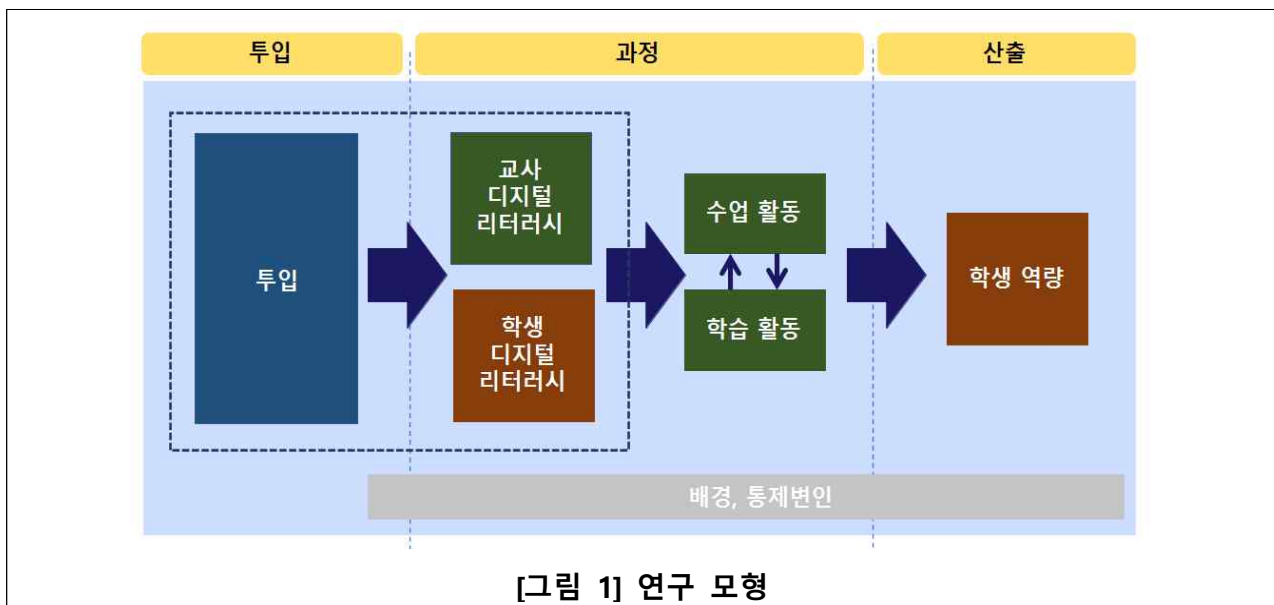 투입
과정
산출
투입
교사
디지털
리터러시
학생
디지털
리터러시
수업 활동
학습 활동
학생 역량
배경, 통제변인
[그림 1] 연구 모형